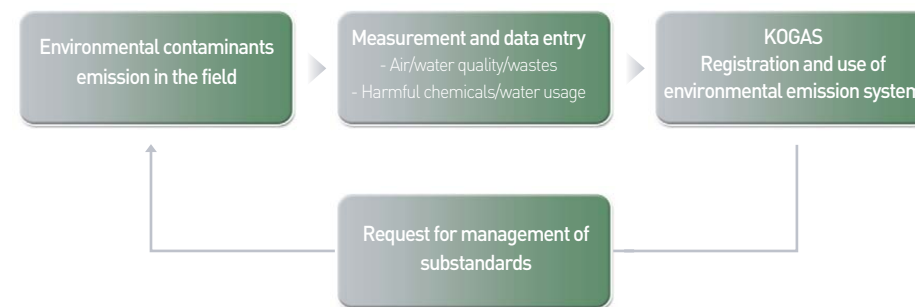 Environmental contaminants
emission in the field
Measurement and data entry
- Air/water quality/wastes
- Harmful chemicals/water usage
KOGAS
Registration and use of
environmental emission system
Request for management of
substandards